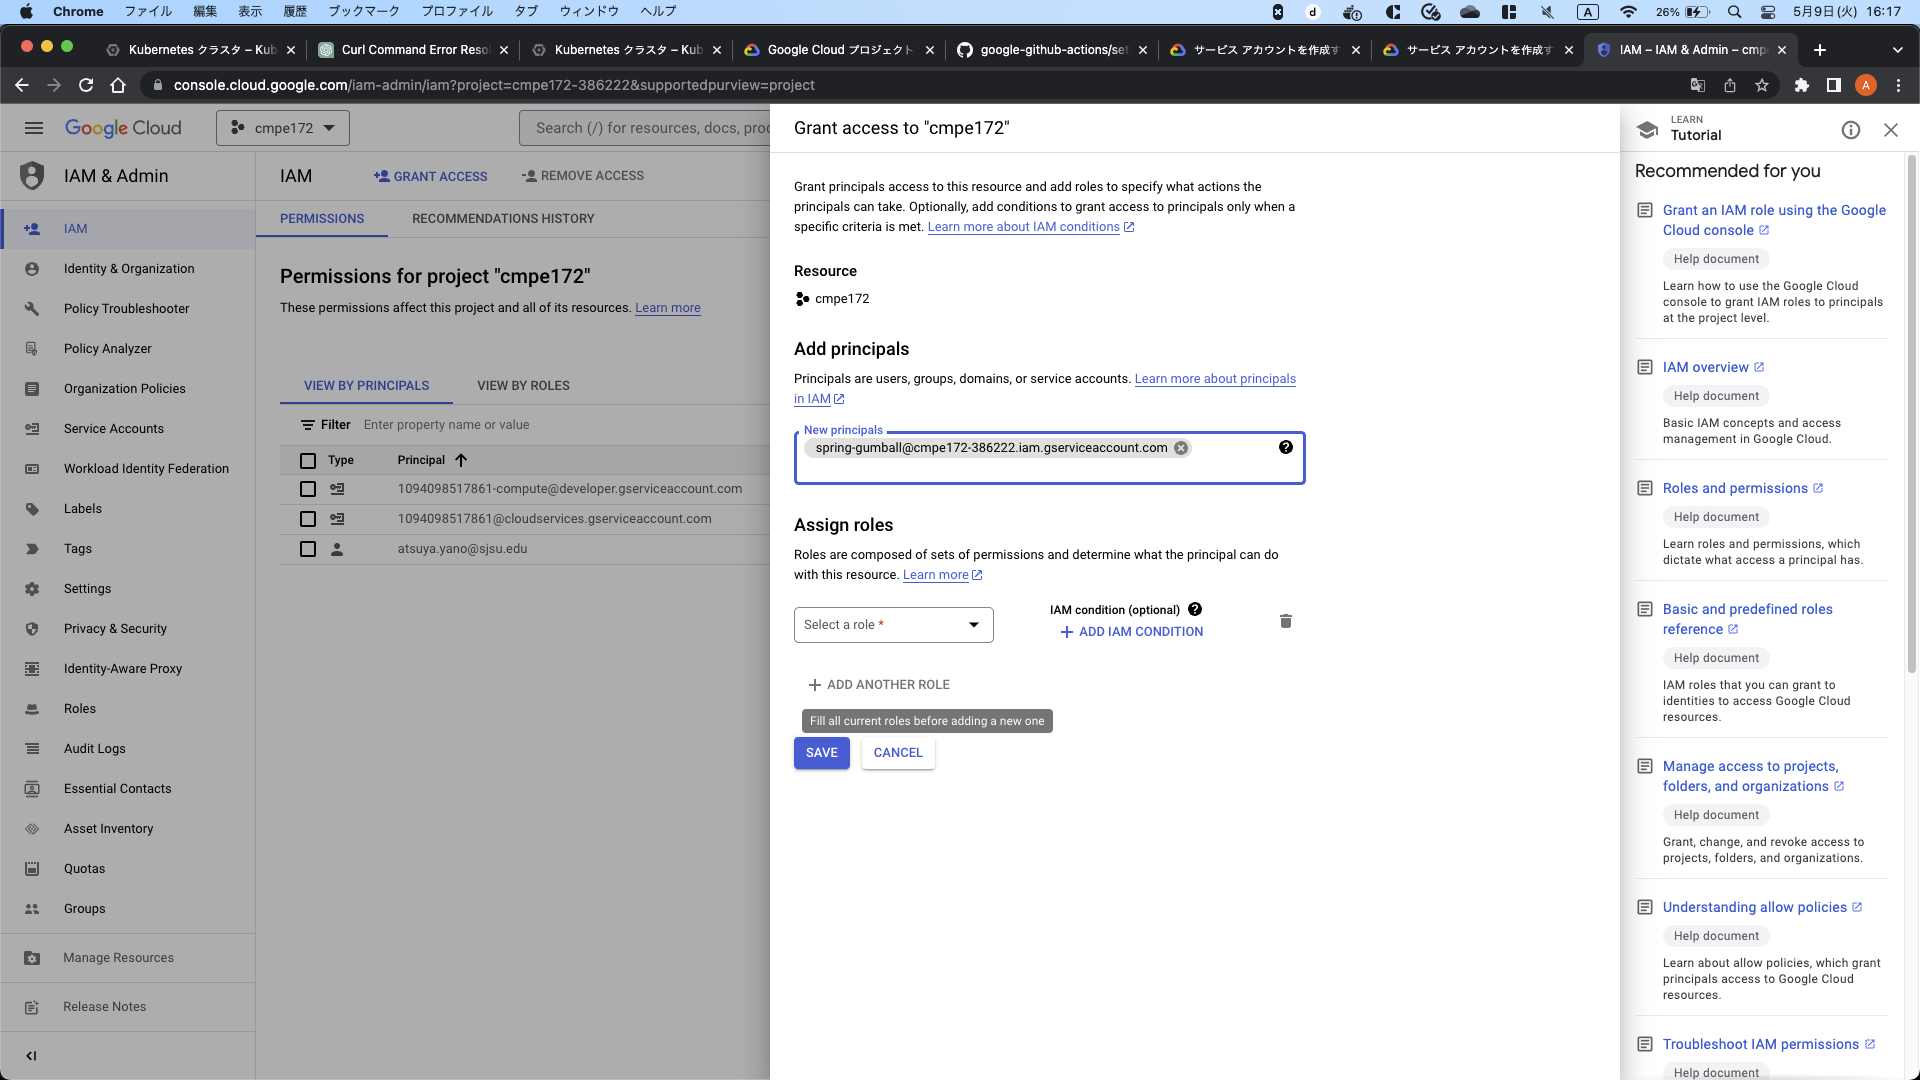 Chrome ファイル 編集 表示 履歴 ブックマーク プロファイル タブ ウィンドウ ヘルプ
A 26% 5月9日(火) 16:17
Kubernetes クラスタ – Kub
Curl Command Error Reso
Kubernetes クラスタ – Kub
Google Cloud プロジェクト
google-github-actions/set
サービス アカウントを作成す
サービス アカウントを作成す
IAM – IAM & Admin – cmp
console.cloud.google.com/iam-admin/iam?project=cmpe172-386222&supportedpurview=project
A
Google Cloud
cmpe172
Search (/) for resources, docs, pro
IAM & Admin
IAM
Identity & Organization
Policy Troubleshooter
Policy Analyzer
Organization Policies
Service Accounts
Workload Identity Federation
Labels
Tags
Settings
Privacy & Security
Identity-Aware Proxy
Roles
Audit Logs
Essential Contacts
Asset Inventory
Quotas
Groups
Manage Resources
Release Notes
IAM
GRANT ACCESS
REMOVE ACCESS
PERMISSIONS
RECOMMENDATIONS HISTORY
Permissions for project "cmpe172"
These permissions affect this project and all of its resources. Learn more
VIEW BY PRINCIPALS
VIEW BY ROLES
Filter Enter property name or value
Type Principal
1094098517861-compute@developer.gserviceaccount.com
1094098517861@cloudservices.gserviceaccount.com
atsuya.yano@sjsu.edu
Grant access to "cmpe172"
Grant principals access to this resource and add roles to specify what actions the
principals can take. Optionally, add conditions to grant access to principals only when a
specific criteria is met. Learn more about IAM conditions
Resource
cmpe172
Add principals
Principals are users, groups, domains, or service accounts. Learn more about principals
in IAM
New principals
spring-gumball@cmpe172-386222.iam.gserviceaccount.com
Assign roles
Roles are composed of sets of permissions and determine what the principal can do
with this resource. Learn more
Select a role *
IAM condition (optional)
ADD IAM CONDITION
ADD ANOTHER ROLE
Fill all current roles before adding a new one
SAVE
CANCEL
LEARN
Tutorial
Recommended for you
Grant an IAM role using the Google
Cloud console
Help document
Learn how to use the Google Cloud
console to grant IAM roles to principals
at the project level.
IAM overview
Help document
Basic IAM concepts and access
management in Google Cloud.
Roles and permissions
Help document
Learn roles and permissions, which
dictate what access a principal has.
Basic and predefined roles
reference
Help document
IAM roles that you can grant to
identities to access Google Cloud
resources.
Manage access to projects,
folders, and organizations
Help document
Grant, change, and revoke access to
projects, folders, and organizations.
Understanding allow policies
Help document
Learn about allow policies, which grant
principals access to Google Cloud
resources.
Troubleshoot IAM permissions
Help document